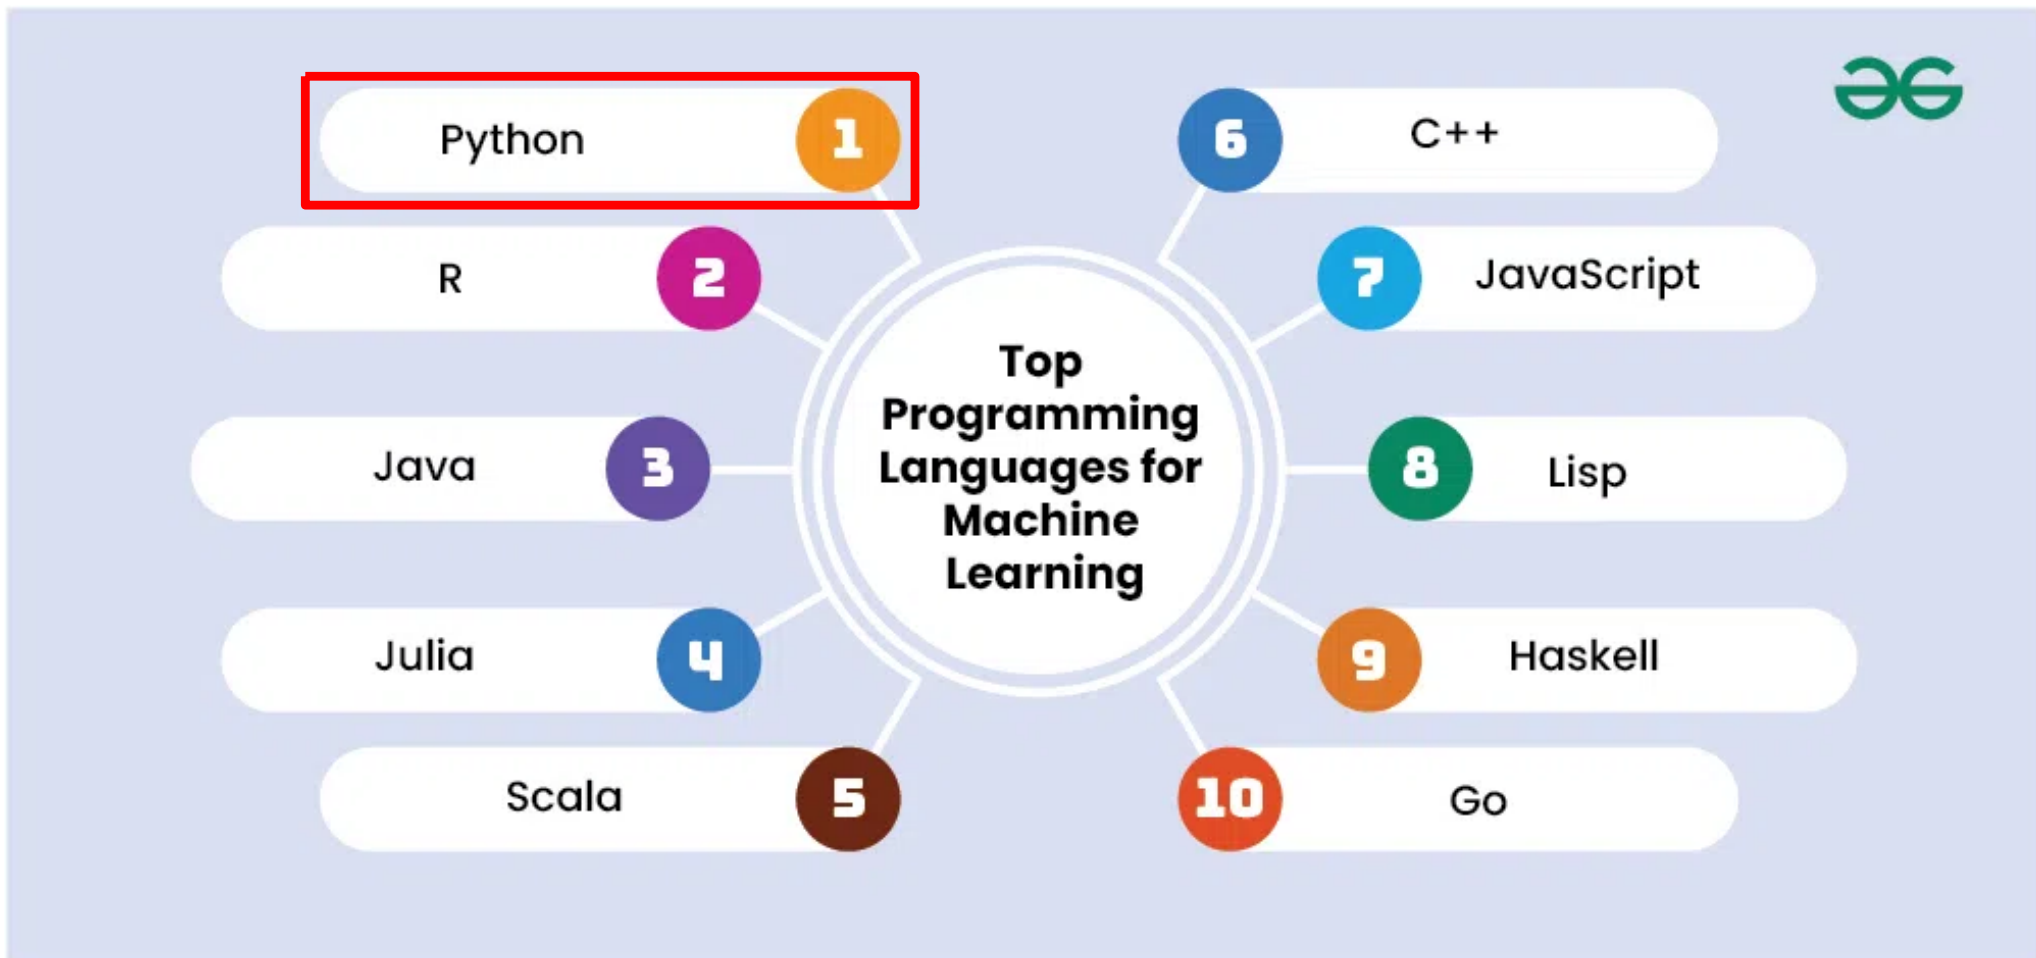 Python
1
R
2
Java
3
Julia
4
Scala
5
Top
Programming
Languages for
Machine
Learning
6
C++
7
JavaScript
8
Lisp
9
Haskell
10
Go